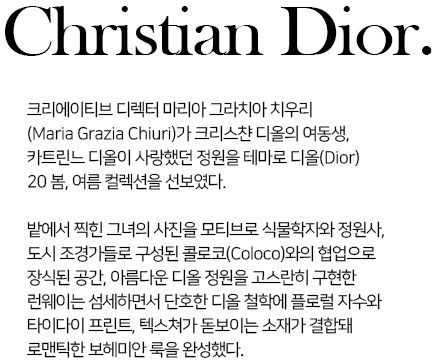 Christian Dior.
크리에이티브 디렉터 마리아 그라치아 치우리
(Maria Grazia Chiuri)가 크리스챤 디올의 여동생,
카트린느 디올이 사랑했던 정원을 테마로 디올(Dior)
20 봄, 여름 컬렉션을 선보였다.
밭에서 찍힌 그녀의 사진을 모티브로 식물학자와 정원사,
도시 조경가들로 구성된 콜로코(Coloco)와의 협업으로
장식된 공간, 아름다운 디올 정원을 고스란히 구현한
런웨이는 섬세하면서 단호한 디올 철학에 플로럴 자수와
타이다이 프린트, 텍스쳐가 돋보이는 소재가 결합돼
로맨틱한 보헤미안 룩을 완성했다.